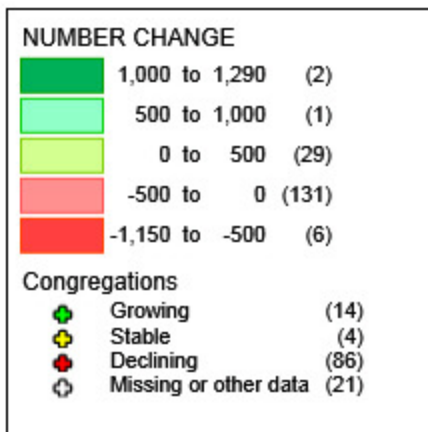 NUMBER CHANGE
1,000 to 1,290 (2)
500 to 1,000 (1)
0 to 500 (29)
-500 to 0 (131)
-1,150 to -500 (6)
Congregations
Growing (14)
Stable (4)
Declining (86)
Missing or other data (21)